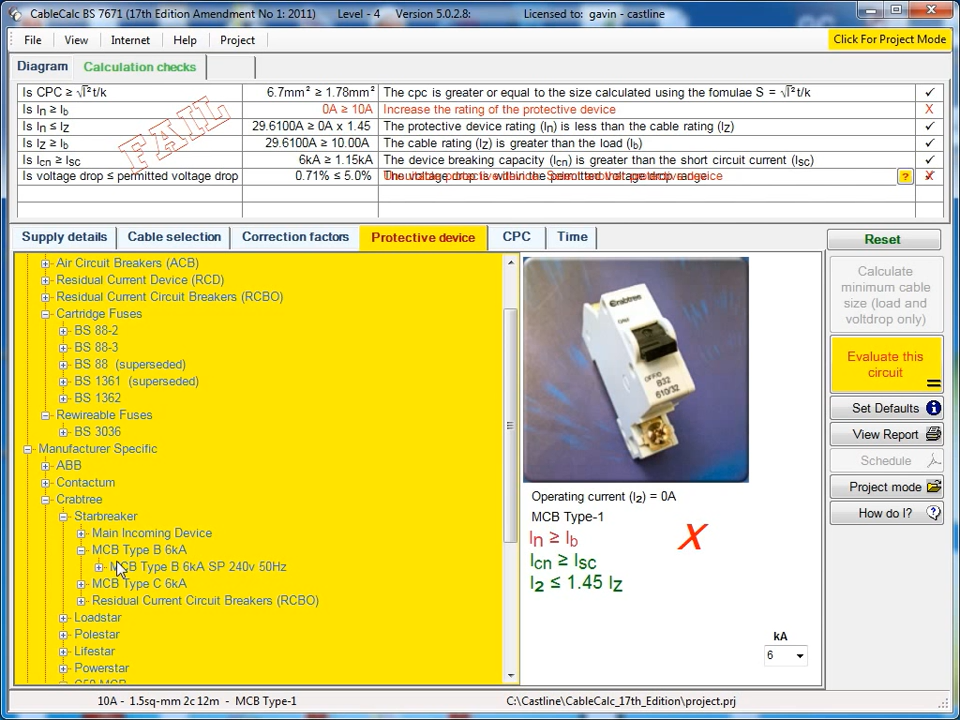 CableCalc BS 7671 (17th Edition Amendment No 1: 2011) Level - 4 Version 5.0.2.8: Licensed to: gavin - castline
File View Internet Help Project Click For Project Mode
Diagram Calculation checks
Is CPC ≥ √I²t/k 6.7mm² ≥ 1.78mm² The cpc is greater or equal to the size calculated using the fomulae S = √I²t/k ✓
Is In ≥ Ib 0A ≥ 10A Increase the rating of the protective device X
Is In ≤ Iz 29.6100A ≥ 0A x 1.45 The protective device rating (In) is less than the cable rating (Iz) ✓
Is Iz ≥ Ib 29.6100A ≥ 10.00A The cable rating (Iz) is greater than the load (Ib) ✓
Is Icn ≥ Isc 6kA ≥ 1.15kA The device breaking capacity (Icn) is greater than the short circuit current (Isc) ✓
Is voltage drop ≤ permitted voltage drop 0.71% ≤ 5.0% ?
FAIL
Supply details Cable selection Correction factors Protective device CPC Time
Reset
Calculate
minimum cable
size (load and
voltdrop only)
Evaluate this
circuit
Set Defaults
View Report
Schedule
Project mode
How do I?
Air Circuit Breakers (ACB)
Residual Current Device (RCD)
Residual Current Circuit Breakers (RCBO)
Cartridge Fuses
BS 88-2
BS 88-3
BS 88 (superseded)
BS 1361 (superseded)
BS 1362
Rewireable Fuses
BS 3036
Manufacturer Specific
ABB
Contactum
Crabtree
Starbreaker
Main Incoming Device
MCB Type B 6kA
MCB Type B 6kA SP 240v 50Hz
MCB Type C 6kA
Residual Current Circuit Breakers (RCBO)
Loadstar
Polestar
Lifestar
Powerstar
Crabtree
B32
610/32
Operating current (I2) = 0A
MCB Type-1
In ≥ Ib
Icn ≥ Isc
I2 ≤ 1.45 Iz
X
kA
6
10A - 1.5sq-mm 2c 12m - MCB Type-1 C:\Castline\CableCalc_17th_Edition\project.prj